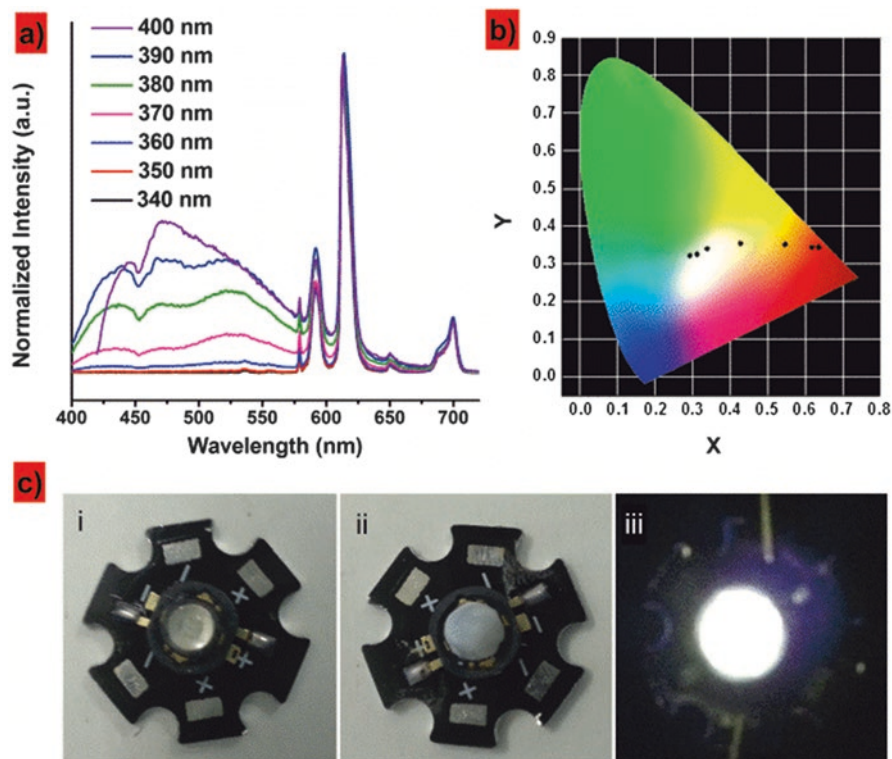 a)
400 nm
390 nm
380 nm
370 nm
360 nm
350 nm
340 nm
Normalized Intensity (a.u.)
400 450 500 550 600 650 700
Wavelength (nm)
b)
0.9
0.8
0.7
0.6
0.5
0.4
0.3
0.2
0.1
0.0
Y
0.0 0.1 0.2 0.3 0.4 0.5 0.6 0.7 0.8
X
c)
i
ii
iii